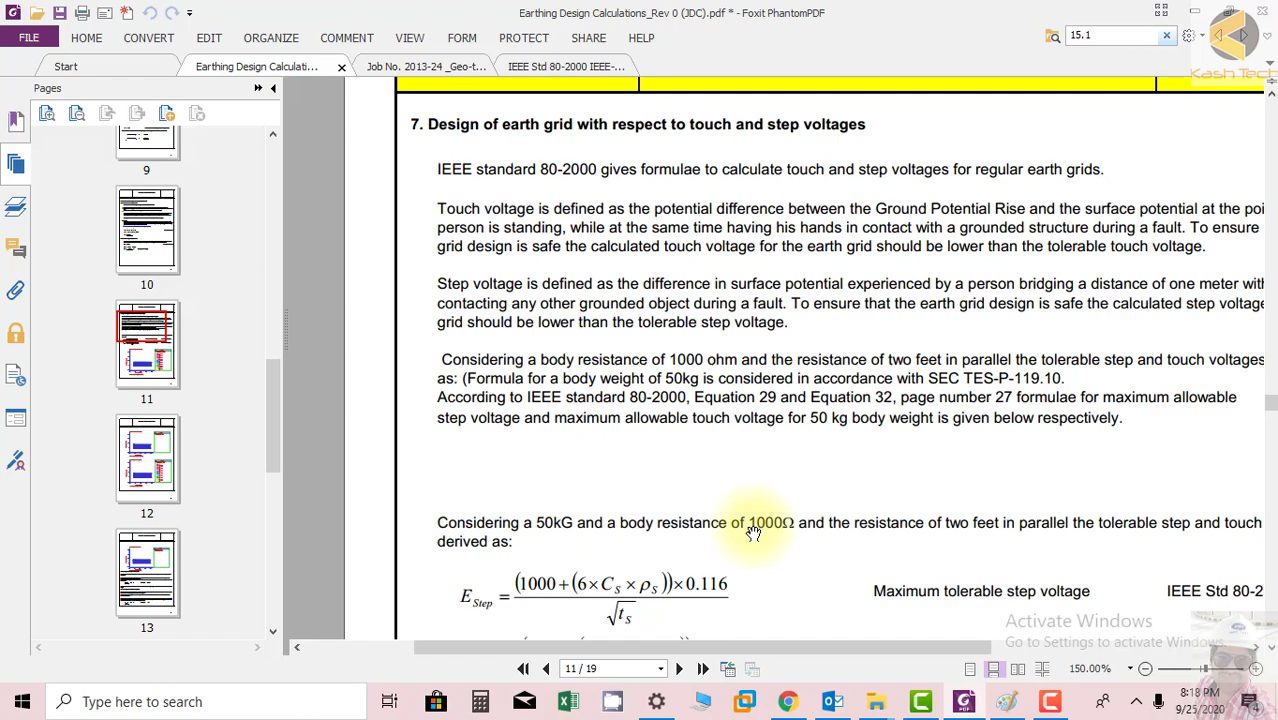 Earthing Design Calculations_Rev 0 (JDC).pdf * - Foxit PhantomPDF
FILE HOME CONVERT EDIT ORGANIZE COMMENT VIEW FORM PROTECT SHARE HELP 15.1
Kash Tech
Start Earthing Design Calculati... Job No. 2013-24 _Geo-t... IEEE Std 80-2000 IEEE-...
Pages
9
10
11
12
13
7. Design of earth grid with respect to touch and step voltages
IEEE standard 80-2000 gives formulae to calculate touch and step voltages for regular earth grids.
Touch voltage is defined as the potential difference between the Ground Potential Rise and the surface potential at the poi
person is standing, while at the same time having his hands in contact with a grounded structure during a fault. To ensure
grid design is safe the calculated touch voltage for the earth grid should be lower than the tolerable touch voltage.
Step voltage is defined as the difference in surface potential experienced by a person bridging a distance of one meter with
contacting any other grounded object during a fault. To ensure that the earth grid design is safe the calculated step voltage
grid should be lower than the tolerable step voltage.
Considering a body resistance of 1000 ohm and the resistance of two feet in parallel the tolerable step and touch voltages
as: (Formula for a body weight of 50kg is considered in accordance with SEC TES-P-119.10.
According to IEEE standard 80-2000, Equation 29 and Equation 32, page number 27 formulae for maximum allowable
step voltage and maximum allowable touch voltage for 50 kg body weight is given below respectively.
Considering a 50kG and a body resistance of 1000Ω and the resistance of two feet in parallel the tolerable step and touch
derived as:
E_Step = ((1000 + (6 × C_S × ρ_S)) × 0.116) / √t_S Maximum tolerable step voltage IEEE Std 80-2
Activate Windows
Go to Settings to activate Windows.
11 / 19 150.00%
Type here to search 8:18 PM
9/25/2020